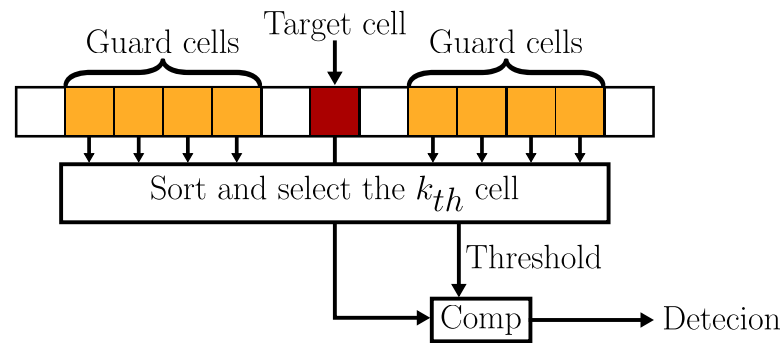 Target cell
Guard cells
Guard cells
Sort and select the k_th cell
Threshold
Comp
Detecion